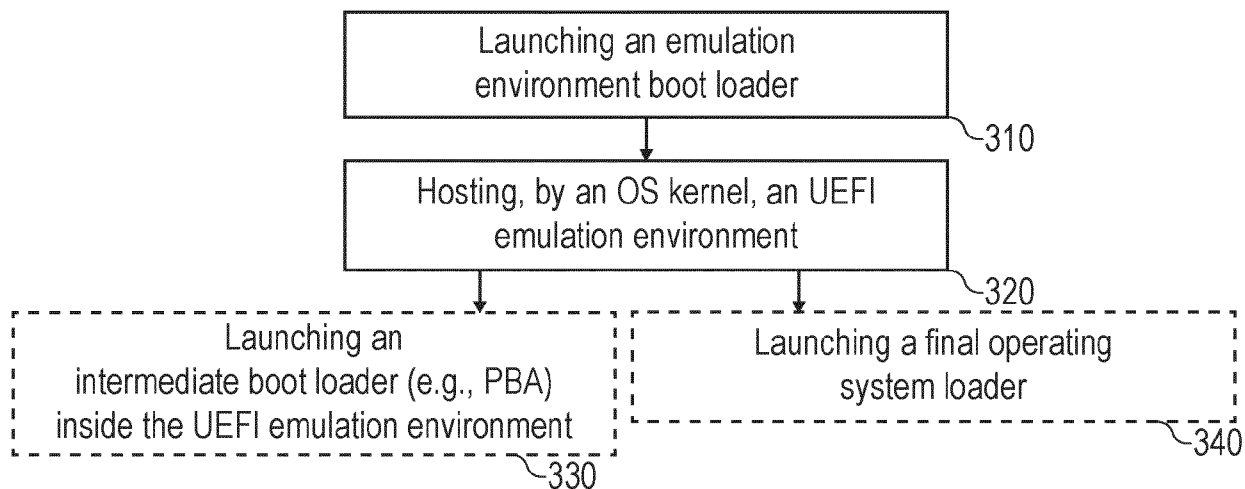 Launching an emulation
environment boot loader
310
Hosting, by an OS kernel, an UEFI
emulation environment
320
Launching an
intermediate boot loader (e.g., PBA)
inside the UEFI emulation environment
330
Launching a final operating
system loader
340